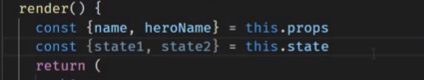 render() {
const {name, heroName} = this.props
const {state1, state2} = this.state
return (